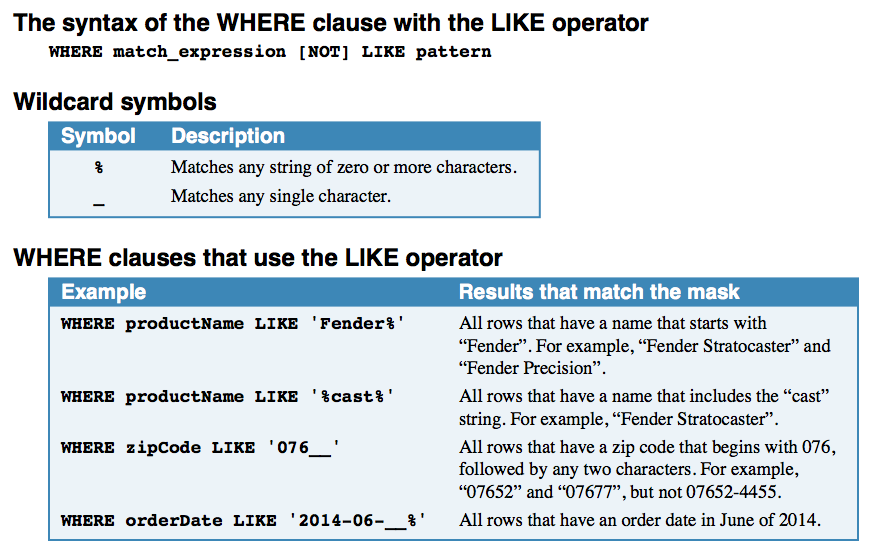 The syntax of the WHERE clause with the LIKE operator
WHERE match_expression [NOT] LIKE pattern
Wildcard symbols
Symbol Description
% Matches any string of zero or more characters.
_ Matches any single character.
WHERE clauses that use the LIKE operator
Example Results that match the mask
WHERE productName LIKE 'Fender%' All rows that have a name that starts with
“Fender”. For example, “Fender Stratocaster” and
“Fender Precision”.
WHERE productName LIKE '%cast%' All rows that have a name that includes the “cast”
string. For example, “Fender Stratocaster”.
WHERE zipCode LIKE '076__' All rows that have a zip code that begins with 076,
followed by any two characters. For example,
“07652” and “07677”, but not 07652-4455.
WHERE orderDate LIKE '2014-06-__%' All rows that have an order date in June of 2014.